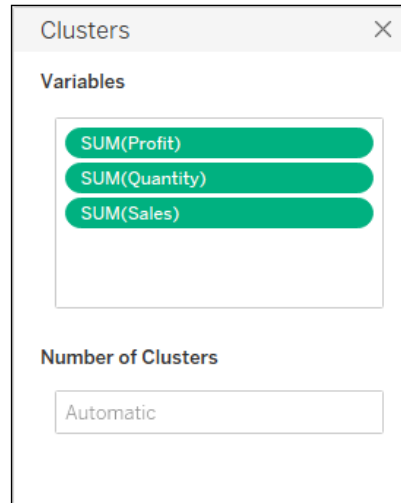 Clusters
Variables
SUM(Profit)
SUM(Quantity)
SUM(Sales)
Number of Clusters
Automatic